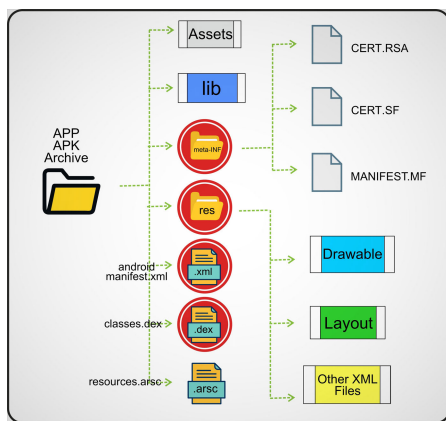 APP
APK
Archive
Assets
lib
meta-INF
res
android
manifest.xml
.xml
classes.dex
.dex
resources.arsc
.arsc
CERT.RSA
CERT.SF
MANIFEST.MF
Drawable
Layout
Other XML
Files